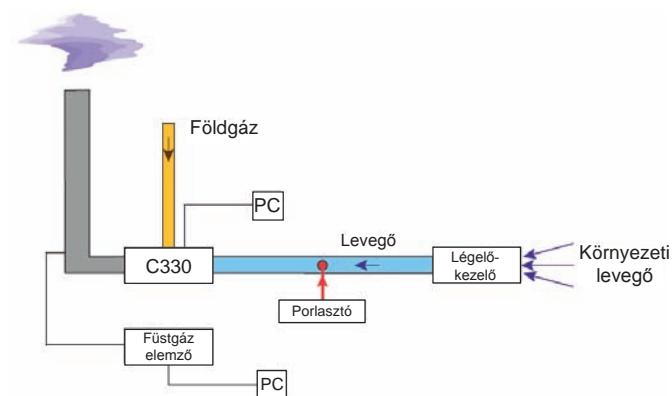 Földgáz
PC
Levegő
C330
Légelő-
kezelő
Környezeti
levegő
Porlasztó
Füstgáz
elemző
PC